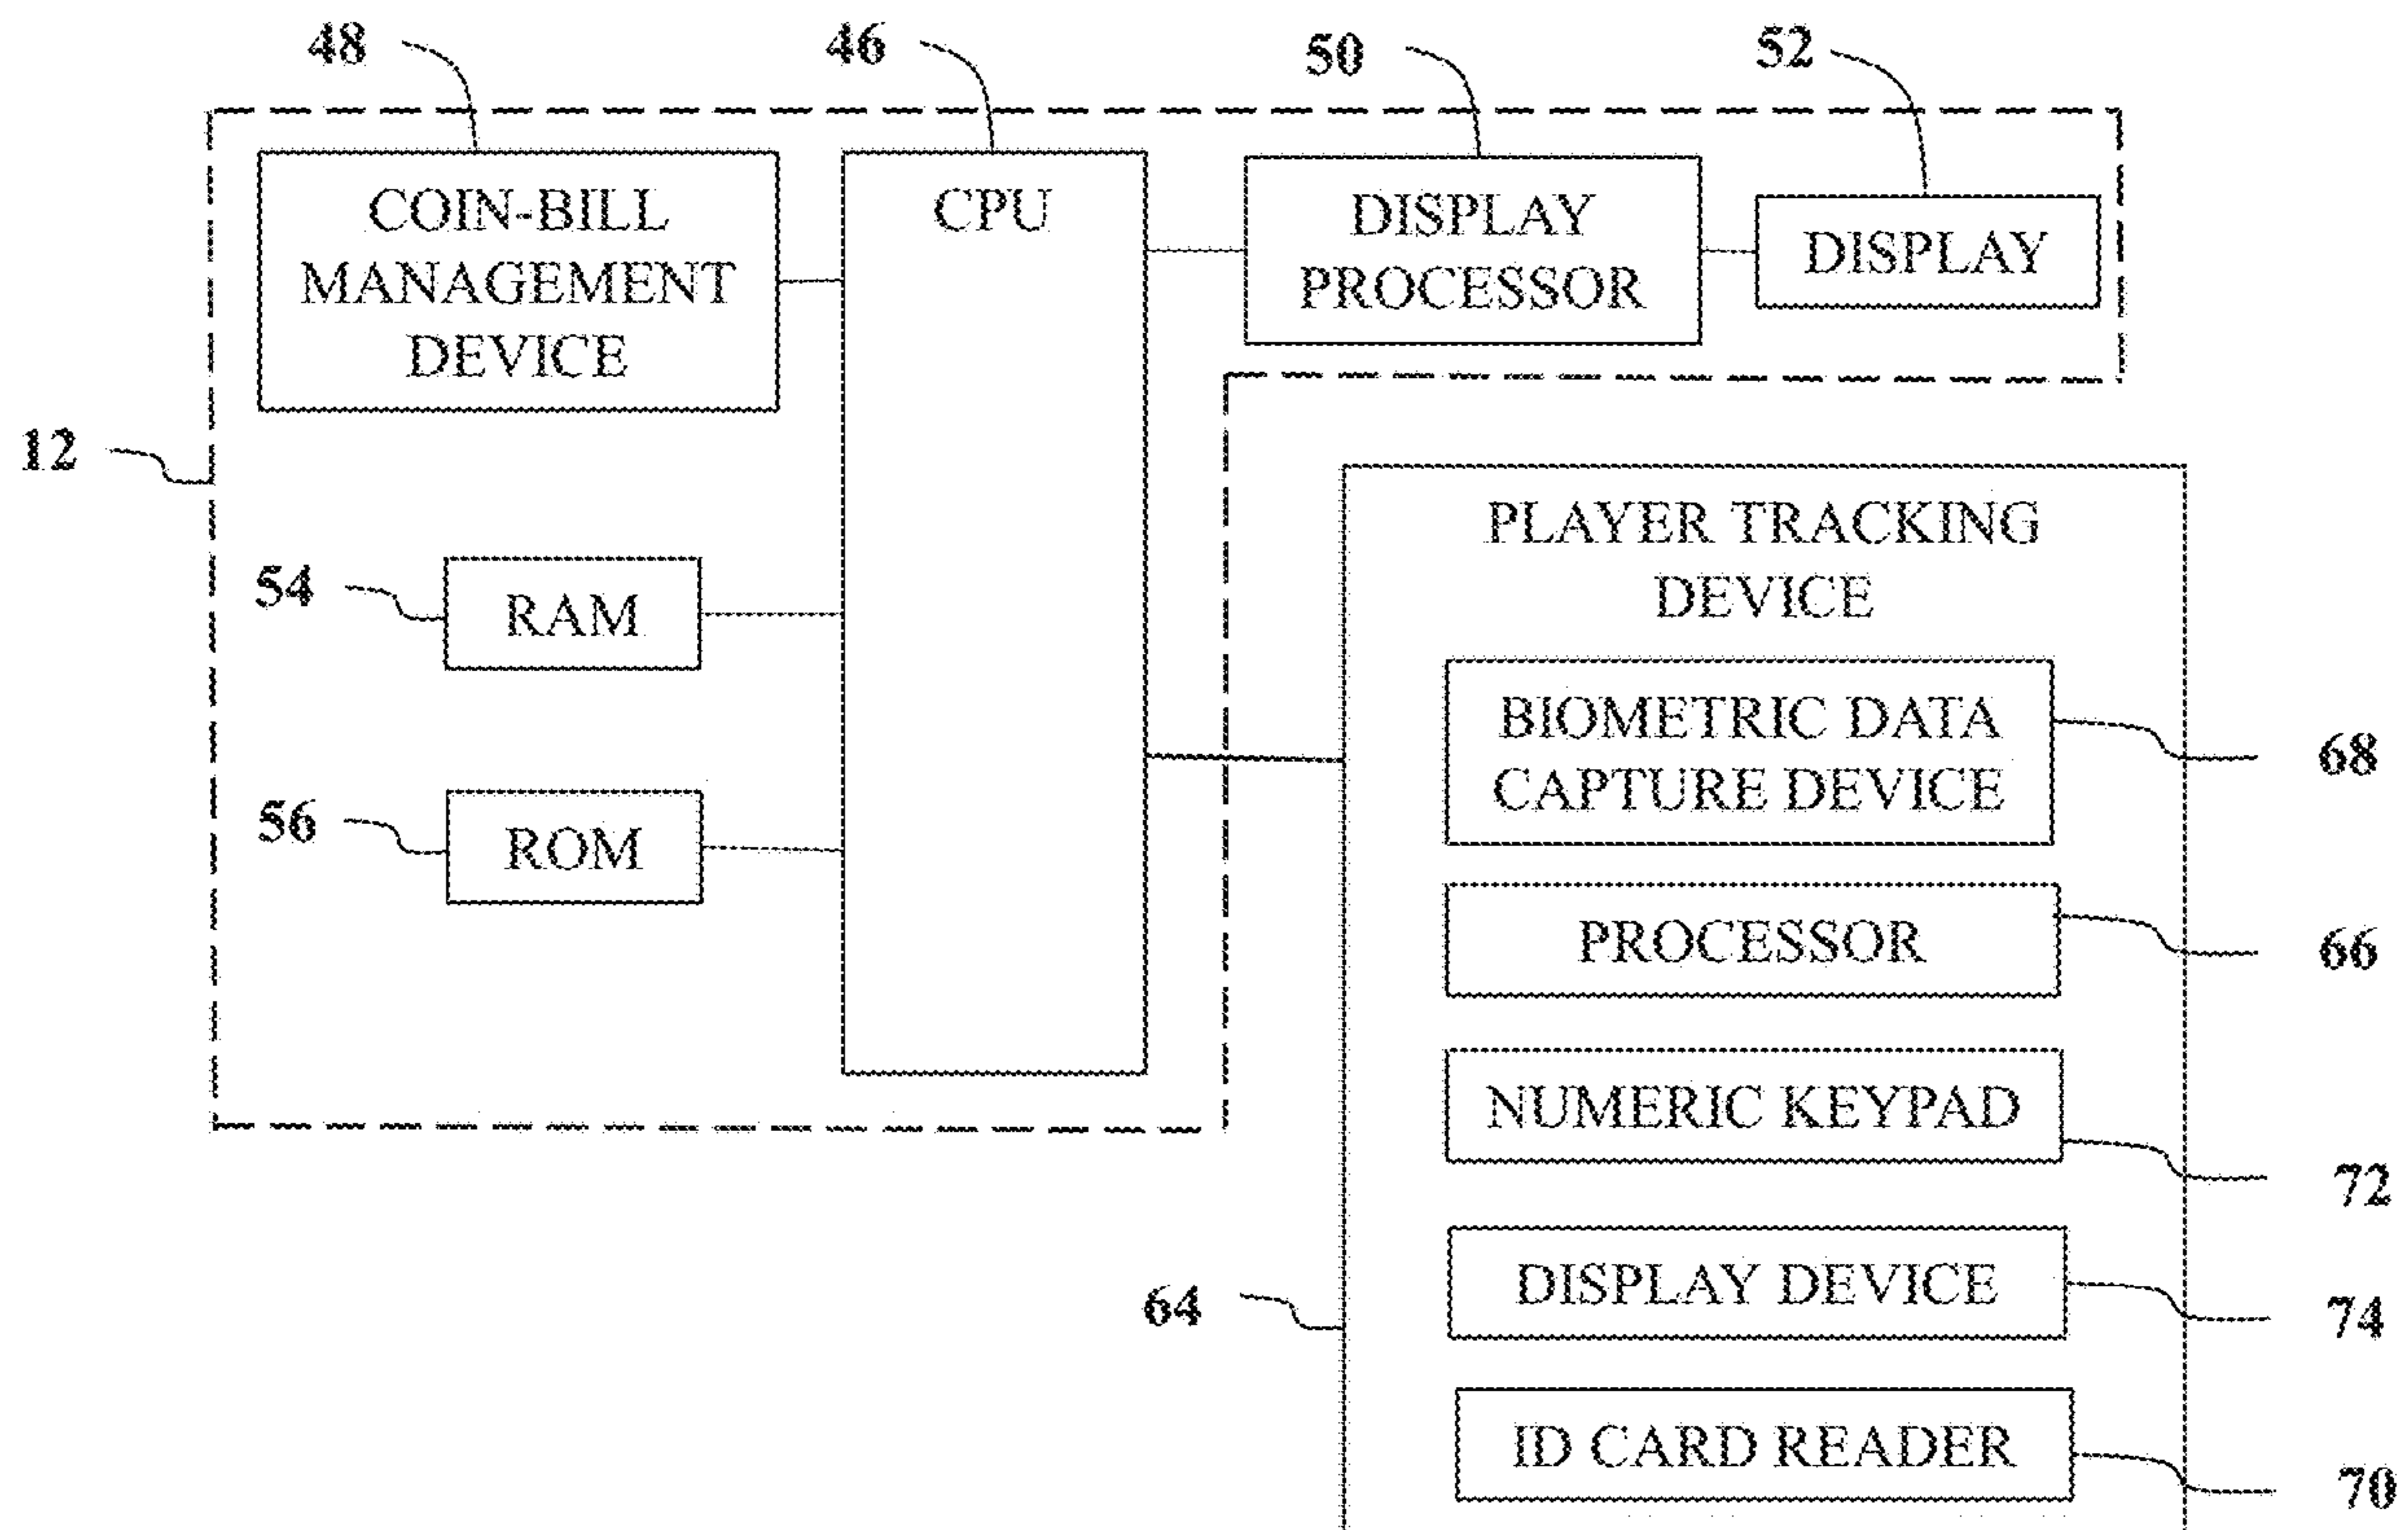 48
46
50
52
COIN-BILL
MANAGEMENT
DEVICE
CPU
DISPLAY
PROCESSOR
DISPLAY
12
54
RAM
56
ROM
PLAYER TRACKING
DEVICE
BIOMETRIC DATA
CAPTURE DEVICE
68
PROCESSOR
66
NUMERIC KEYPAD
72
64
DISPLAY DEVICE
74
ID CARD READER
70